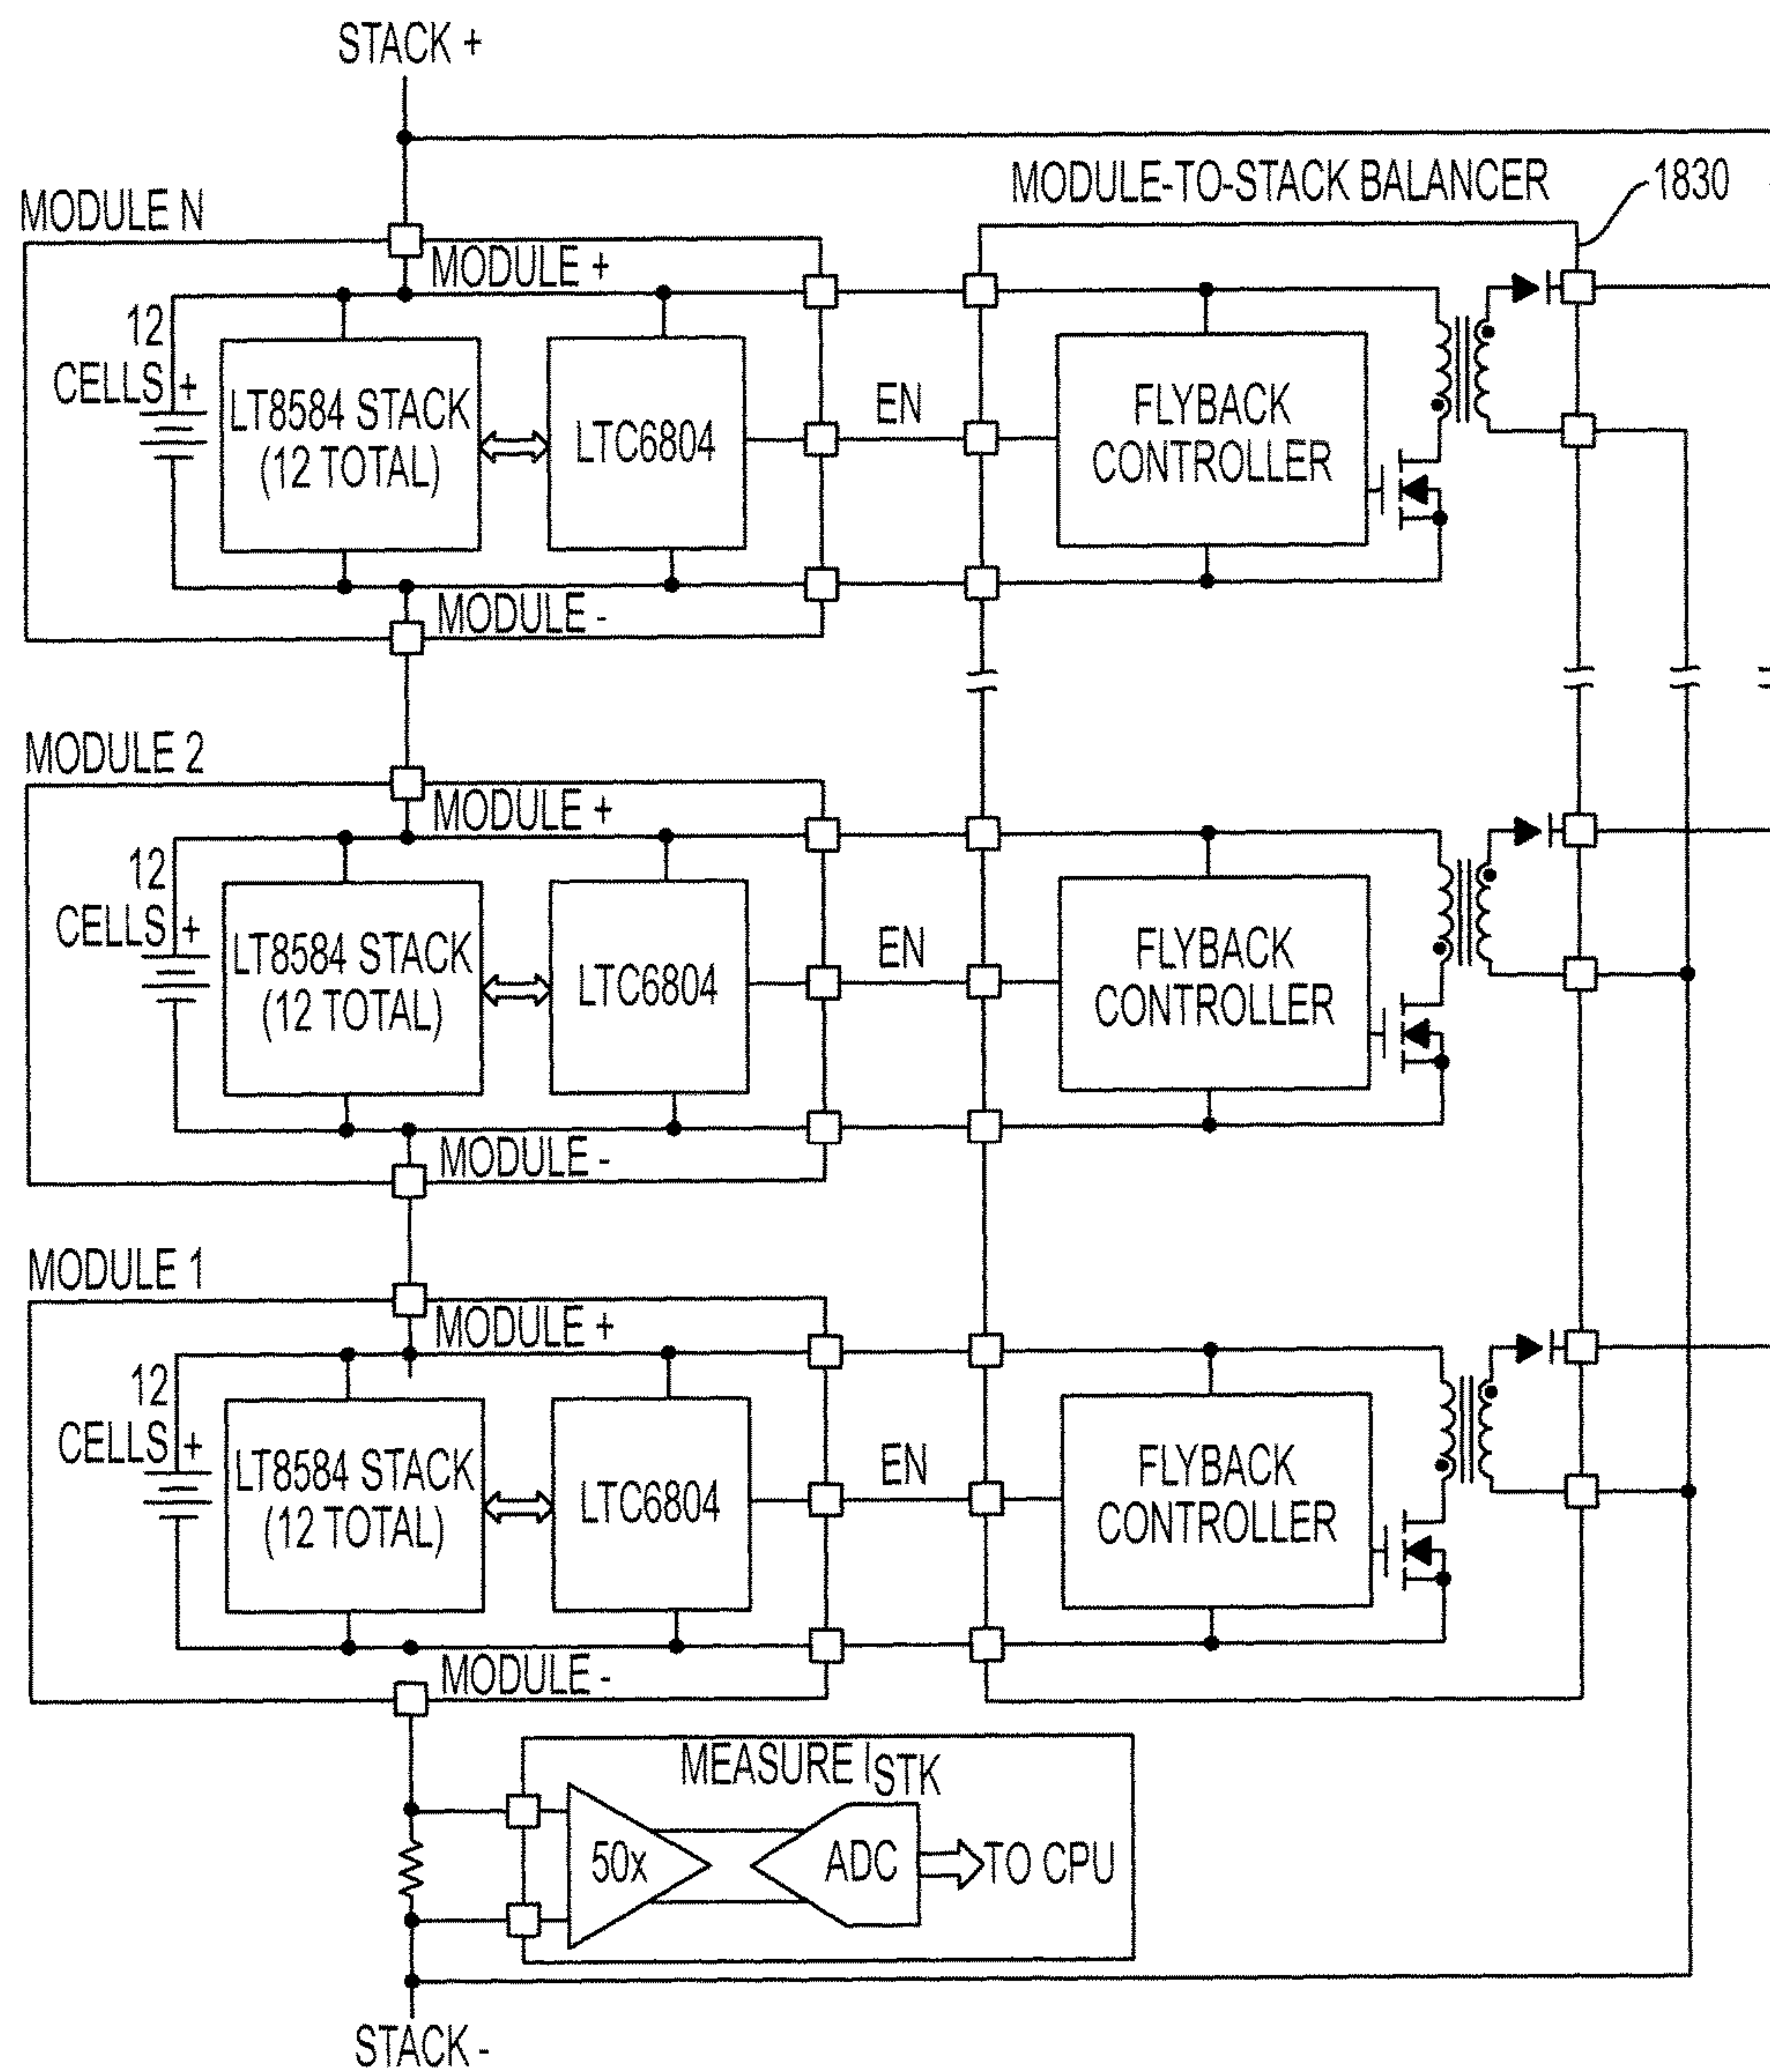 STACK +
MODULE-TO-STACK BALANCER
1830
MODULE N
MODULE +
12
CELLS +
LT8584 STACK
(12 TOTAL)
LTC6804
EN
FLYBACK
CONTROLLER
MODULE -
MODULE 2
MODULE +
12
CELLS +
LT8584 STACK
(12 TOTAL)
LTC6804
EN
FLYBACK
CONTROLLER
MODULE -
MODULE 1
MODULE +
12
CELLS +
LT8584 STACK
(12 TOTAL)
LTC6804
EN
FLYBACK
CONTROLLER
MODULE -
MEASURE ISTK
50x
ADC
TO CPU
STACK -